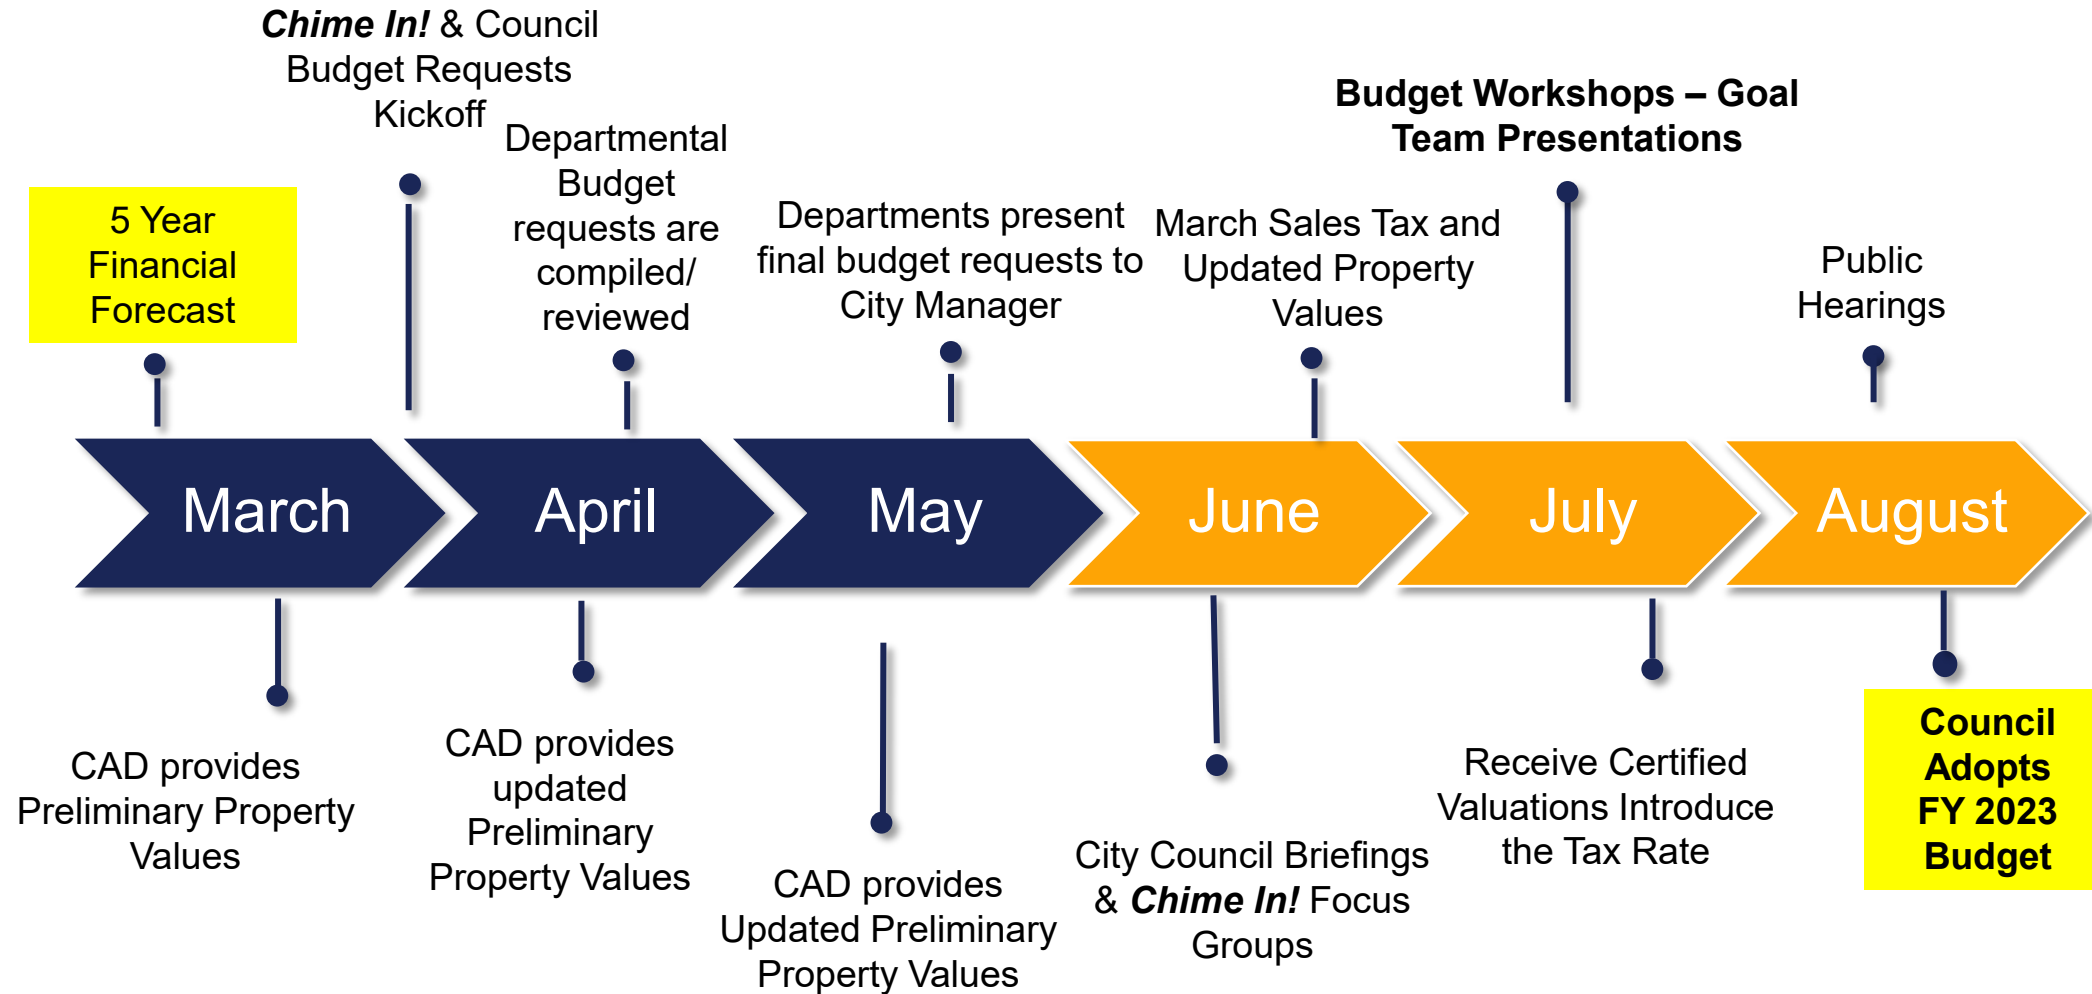 Chime In! & Council
Budget Requests
Kickoff
5 Year
Financial
Forecast
Departmental
Budget
requests are
compiled/
reviewed
Departments present
final budget requests to
City Manager
March Sales Tax and
Updated Property
Values
Budget Workshops – Goal
Team Presentations
Public
Hearings
March
April
May
June
July
August
CAD provides
Preliminary Property
Values
CAD provides
updated
Preliminary
Property Values
CAD provides
Updated Preliminary
Property Values
City Council Briefings
& Chime In! Focus
Groups
Receive Certified
Valuations Introduce
the Tax Rate
Council
Adopts
FY 2023
Budget